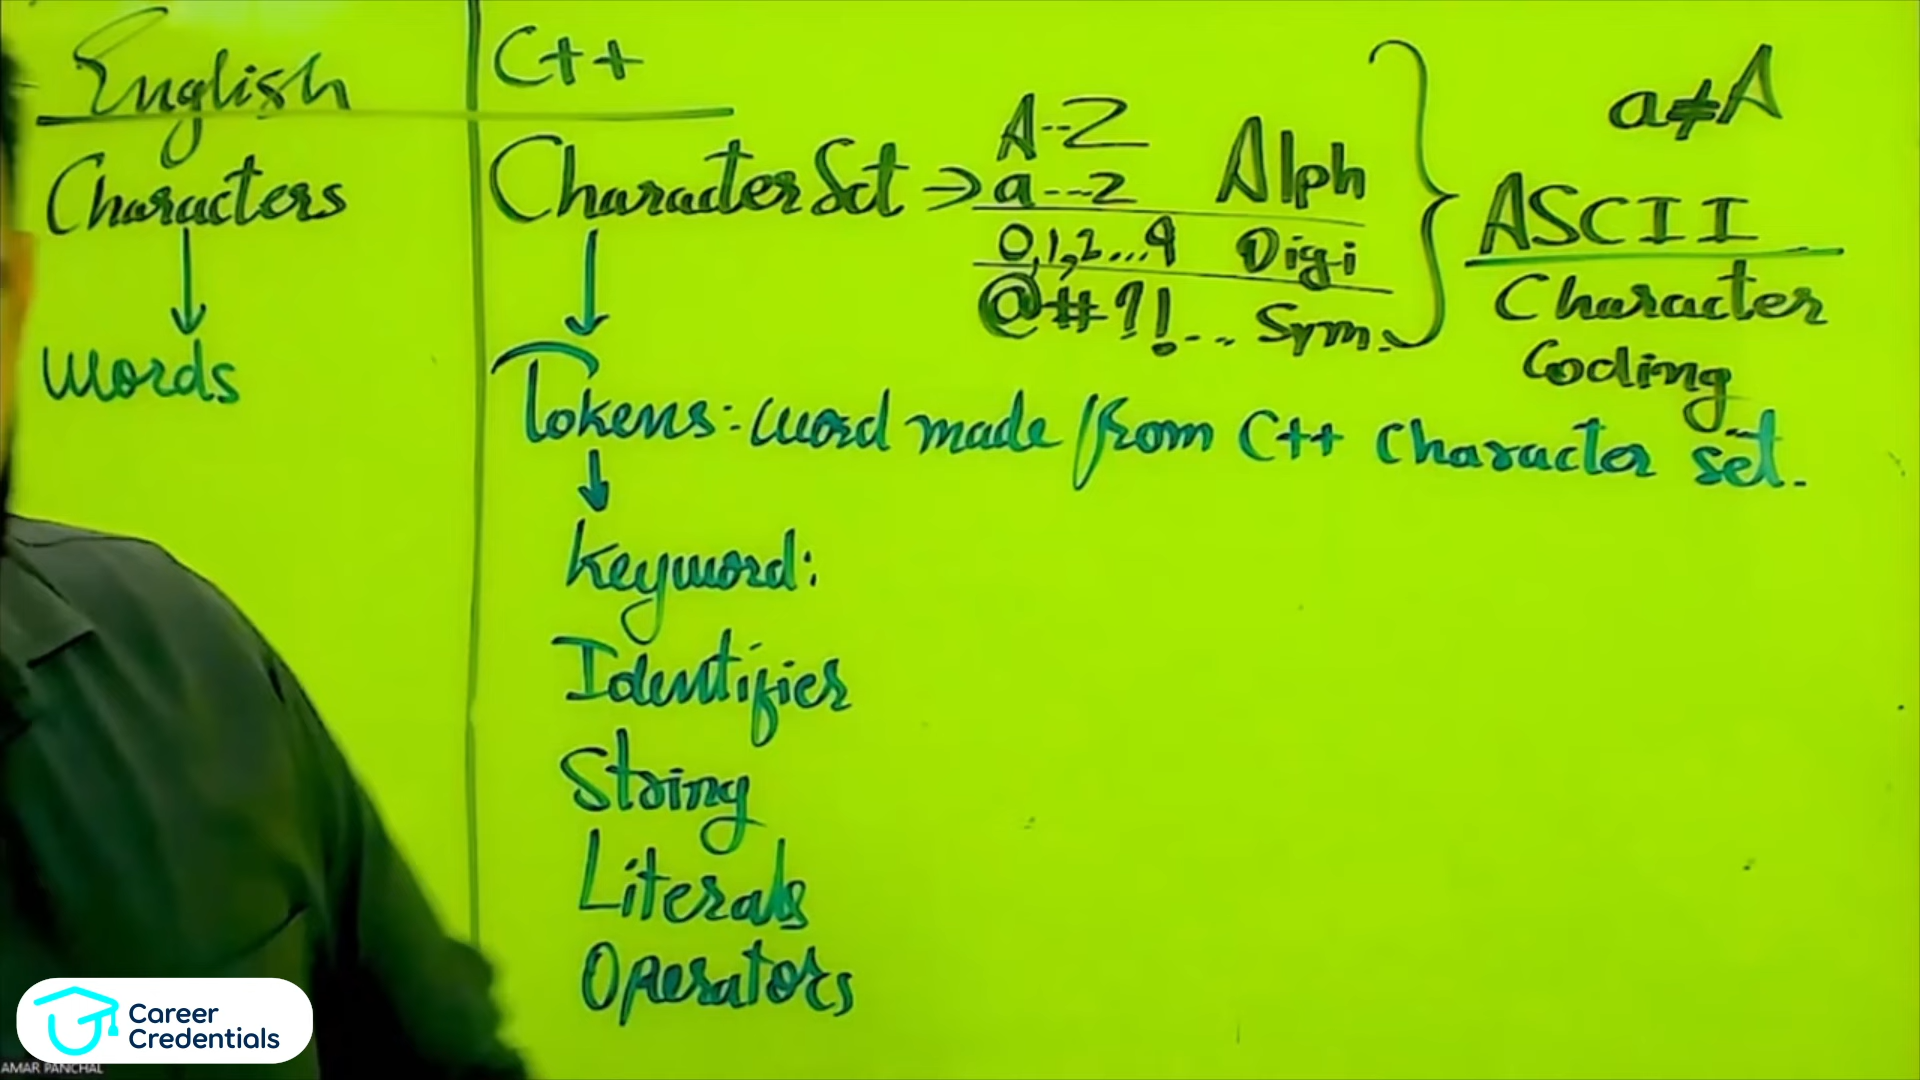 English
Characters
Words
C++
Character Set => A--Z
a---z Alph
0,1,2...9 Digi
@#?!--.. Sym.
a≠A
ASCII
Character
Coding
Tokens: word made from C++ Character set.
Keyword:
Identifier
String
Literals
Operators
Career
Credentials
AMAR PANCHAL